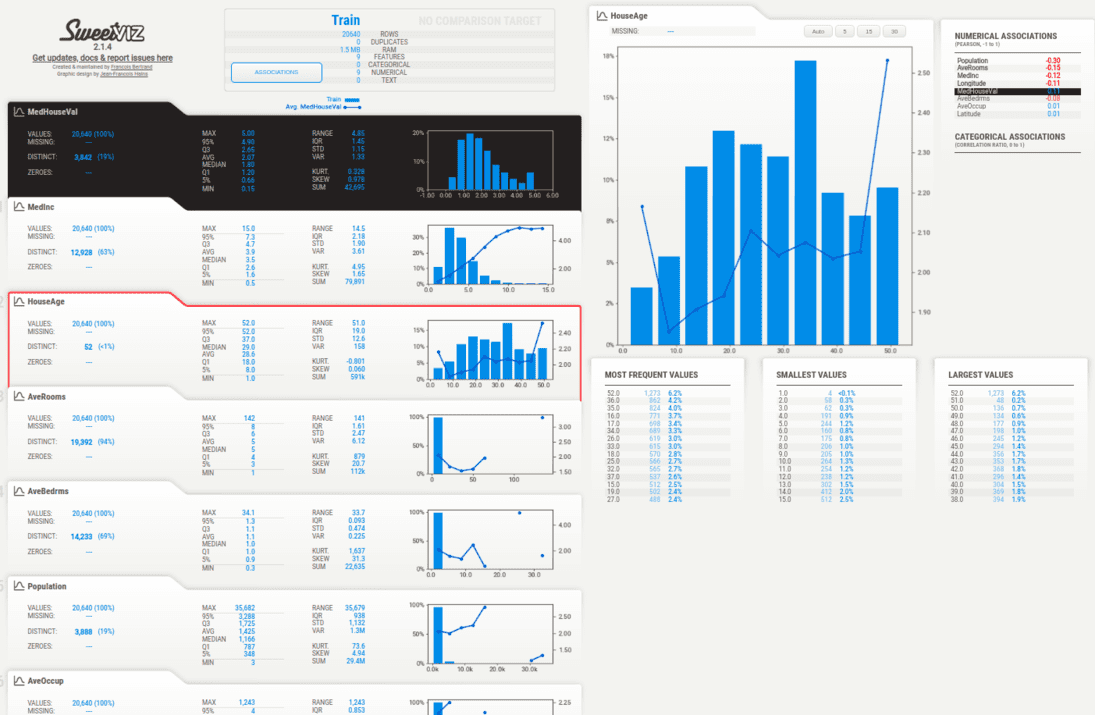 SweetVIZ
2.1.4
Get updates, docs & report issues here
Created & maintained by Francois Bertrand
Graphic design by Jean-Francois Hains
Train
NO COMPARISON TARGET
20640 ROWS
0 DUPLICATES
1.5 MB RAM
9 FEATURES
0 CATEGORICAL
9 NUMERICAL
0 TEXT
ASSOCIATIONS
Train
Avg. MedHouseVal
MedHouseVal
VALUES: 20,640 (100%)
MISSING: ---
DISTINCT: 3,842 (19%)
ZEROES: ---
MAX 5.00
95% 4.90
Q3 2.65
AVG 2.07
MEDIAN 1.80
Q1 1.20
5% 0.66
MIN 0.15
RANGE 4.85
IQR 1.45
STD 1.15
VAR 1.33
KURT. 0.328
SKEW 0.978
SUM 42,695
20%
10%
0%
-1.00 0.00 1.00 2.00 3.00 4.00 5.00 6.00
MedInc
VALUES: 20,640 (100%)
MISSING: ---
DISTINCT: 12,928 (63%)
ZEROES: ---
MAX 15.0
95% 7.3
Q3 4.7
AVG 3.9
MEDIAN 3.5
Q1 2.6
5% 1.6
MIN 0.5
RANGE 14.5
IQR 2.18
STD 1.90
VAR 3.61
KURT. 4.95
SKEW 1.65
SUM 79,891
30%
20%
10%
0%
4.00
2.00
0.0 5.0 10.0 15.0
2
HouseAge
VALUES: 20,640 (100%)
MISSING: ---
DISTINCT: 52 (<1%)
ZEROES: ---
MAX 52.0
95% 52.0
Q3 37.0
MEDIAN 29.0
AVG 28.6
Q1 18.0
5% 8.0
MIN 1.0
RANGE 51.0
IQR 19.0
STD 12.6
VAR 158
KURT. -0.801
SKEW 0.060
SUM 591k
15%
10%
5%
0%
2.40
2.20
2.00
0.0 10.0 20.0 30.0 40.0 50.0
3
AveRooms
VALUES: 20,640 (100%)
MISSING: ---
DISTINCT: 19,392 (94%)
ZEROES: ---
MAX 142
95% 8
Q3 6
AVG 5
MEDIAN 5
Q1 4
5% 3
MIN 1
RANGE 141
IQR 1.61
STD 2.47
VAR 6.12
KURT. 879
SKEW 20.7
SUM 112k
100%
50%
0%
3.00
2.50
2.00
1.50
0 50 100
AveBedrms
VALUES: 20,640 (100%)
MISSING: ---
DISTINCT: 14,233 (69%)
ZEROES: ---
MAX 34.1
95% 1.3
Q3 1.1
AVG 1.1
MEDIAN 1.0
Q1 1.0
5% 0.9
MIN 0.3
RANGE 33.7
IQR 0.093
STD 0.474
VAR 0.225
KURT. 1,637
SKEW 31.3
SUM 22,635
100%
50%
0%
4.00
2.00
0.0 10.0 20.0 30.0
5
Population
VALUES: 20,640 (100%)
MISSING: ---
DISTINCT: 3,888 (19%)
ZEROES: ---
MAX 35,682
95% 3,288
Q3 1,725
AVG 1,425
MEDIAN 1,166
Q1 787
5% 348
MIN 3
RANGE 35,679
IQR 938
STD 1,132
VAR 1.3M
KURT. 73.6
SKEW 4.94
SUM 29.4M
100%
50%
0%
2.50
2.00
1.50
0.0k 10.0k 20.0k 30.0k
AveOccup
VALUES: 20,640 (100%)
MISSING: ---
MAX 1,243
95% 4
RANGE 1,243
IQR 0.853
100%
2.25
HouseAge
MISSING: ---
Auto 5 15 30
18%
15%
12%
10%
8%
5%
2%
0%
2.50
2.40
2.30
2.20
2.10
2.00
1.90
0.0 10.0 20.0 30.0 40.0 50.0
NUMERICAL ASSOCIATIONS
(PEARSON, -1 to 1)
Population -0.30
AveRooms -0.15
MedInc -0.12
Longitude -0.11
MedHouseVal 0.11
AveBedrms -0.08
AveOccup 0.01
Latitude 0.01
CATEGORICAL ASSOCIATIONS
(CORRELATION RATIO, 0 to 1)
MOST FREQUENT VALUES
52.0 1,273 6.2%
36.0 862 4.2%
35.0 824 4.0%
16.0 771 3.7%
17.0 698 3.4%
34.0 689 3.3%
26.0 619 3.0%
33.0 615 3.0%
18.0 570 2.8%
25.0 566 2.7%
32.0 565 2.7%
37.0 537 2.6%
15.0 512 2.5%
19.0 502 2.4%
27.0 488 2.4%
SMALLEST VALUES
1.0 4 <0.1%
2.0 58 0.3%
3.0 62 0.3%
4.0 191 0.9%
5.0 244 1.2%
6.0 160 0.8%
7.0 175 0.8%
8.0 206 1.0%
9.0 205 1.0%
10.0 264 1.3%
11.0 254 1.2%
12.0 238 1.2%
13.0 302 1.5%
14.0 412 2.0%
15.0 512 2.5%
LARGEST VALUES
52.0 1,273 6.2%
51.0 48 0.2%
50.0 136 0.7%
49.0 134 0.6%
48.0 177 0.9%
47.0 198 1.0%
46.0 245 1.2%
45.0 294 1.4%
44.0 356 1.7%
43.0 353 1.7%
42.0 368 1.8%
41.0 296 1.4%
40.0 304 1.5%
39.0 369 1.8%
38.0 394 1.9%